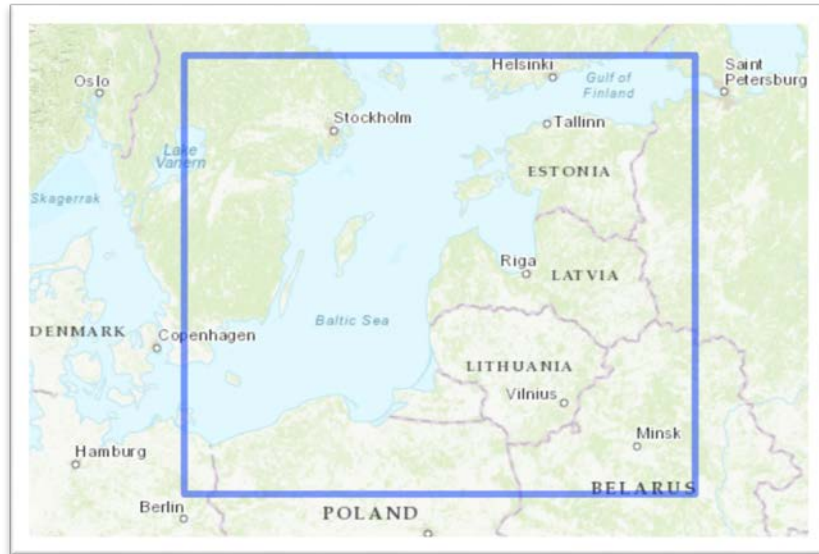 Oslo
Helsinki
Gulf of
Finland
Saint
Petersburg
Stockholm
Tallinn
Lake
Vanern
ESTONIA
Skagerrak
Riga
LATVIA
Baltic Sea
DENMARK
Copenhagen
LITHUANIA
Vilnius
Minsk
Hamburg
BELARUS
Berlin
POLAND